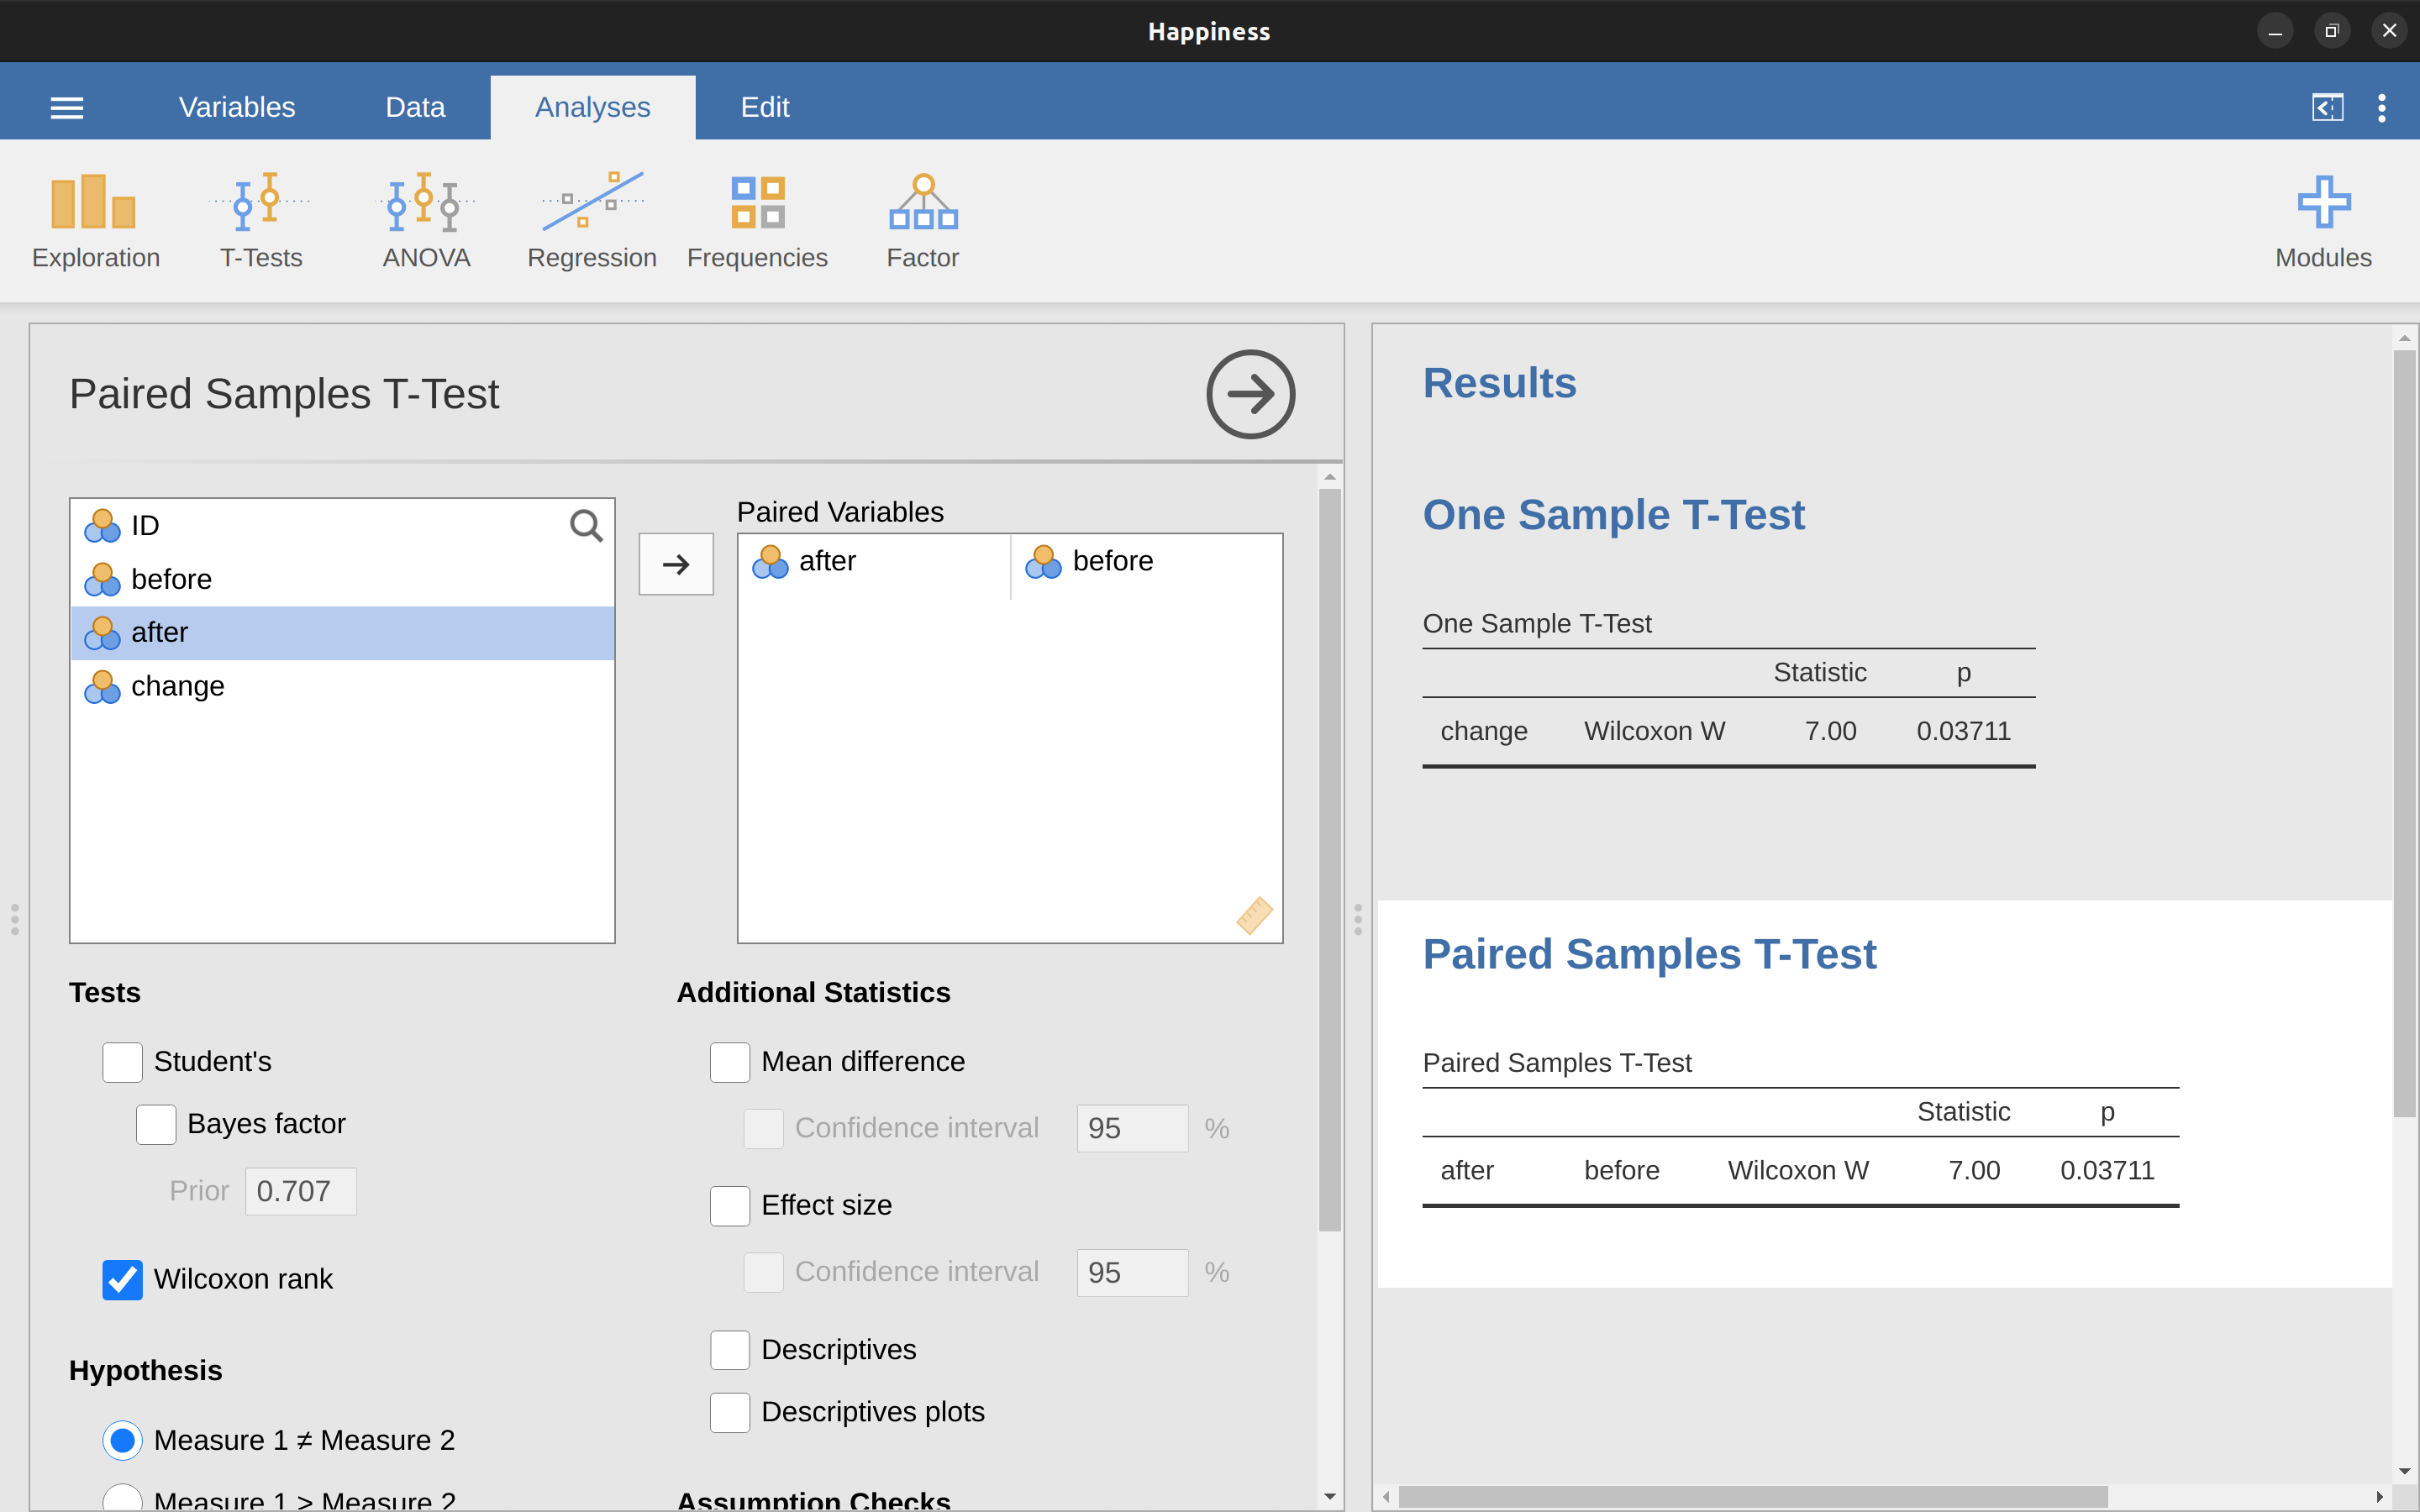 Happiness
Variables Data Analyses Edit
Exploration T-Tests ANOVA Regression Frequencies Factor Modules
Paired Samples T-Test
ID
before
after
change
Paired Variables
after before
Tests
Student's
Bayes factor
Prior 0.707
Wilcoxon rank
Hypothesis
Measure 1 ≠ Measure 2
Measure 1 > Measure 2
Additional Statistics
Mean difference
Confidence interval 95 %
Effect size
Confidence interval 95 %
Descriptives
Descriptives plots
Assumption Checks
Results
One Sample T-Test
One Sample T-Test
Statistic p
change Wilcoxon W 7.00 0.03711
Paired Samples T-Test
Paired Samples T-Test
Statistic p
after before Wilcoxon W 7.00 0.03711